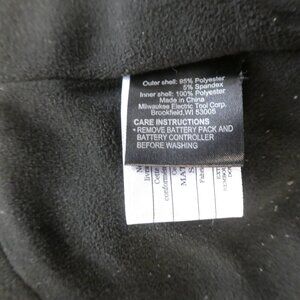 Outer shell: 95% Polyester
5% Spandex
Inner shell: 100% Polyester
Made in China
Milwaukee Electric Tool Corp.
Brookfield, WI 53005
CARE INSTRUCTIONS
• REMOVE BATTERY PACK AND
BATTERY CONTROLLER
BEFORE WASHING